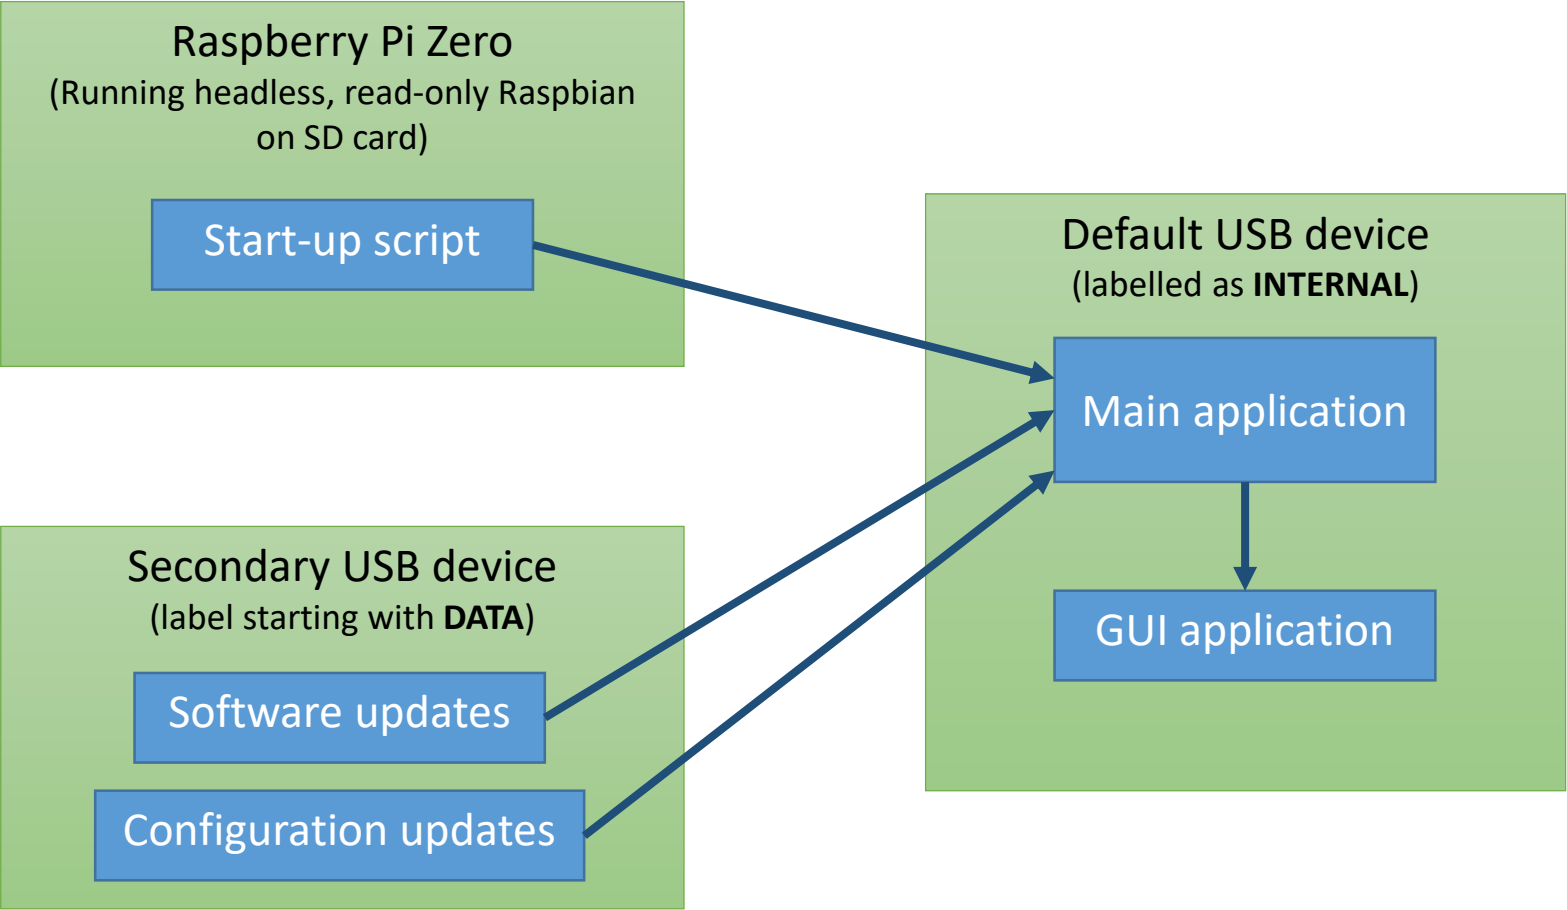 Raspberry Pi Zero
(Running headless, read-only Raspbian
on SD card)
Start-up script
Default USB device
(labelled as INTERNAL)
Main application
GUI application
Secondary USB device
(label starting with DATA)
Software updates
Configuration updates